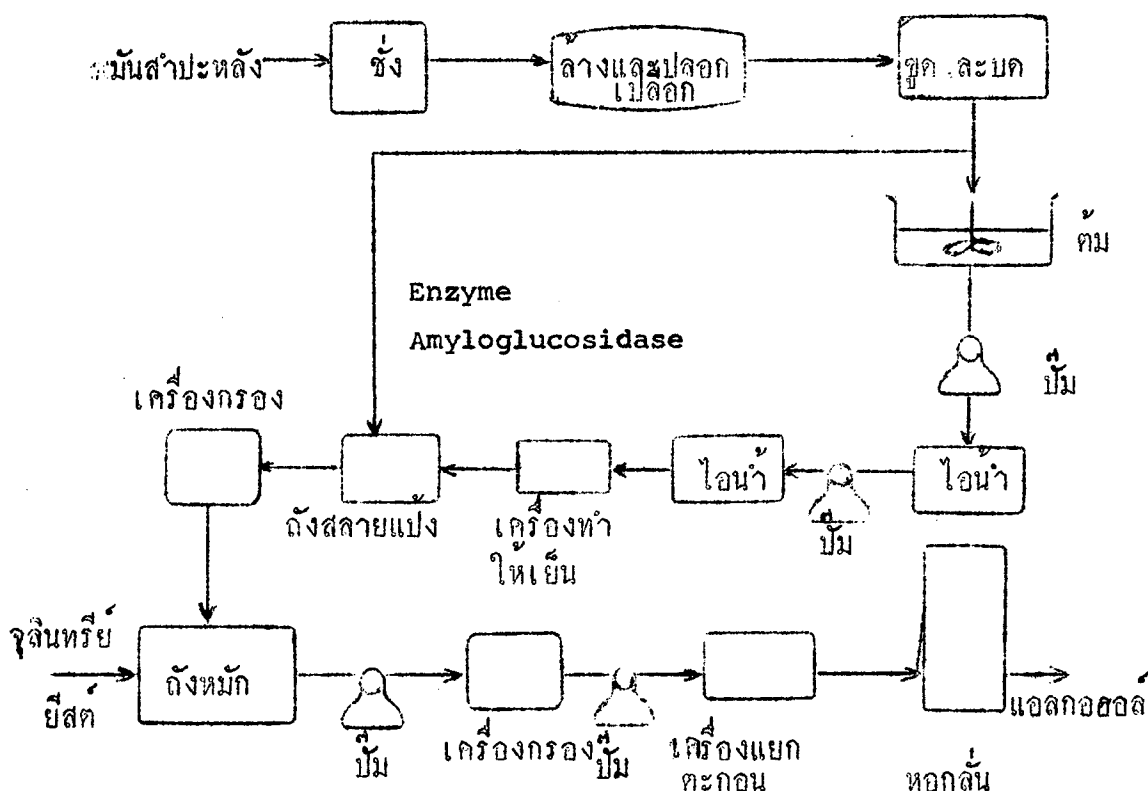 มันสำปะหลัง
ชั่ง
ล้างและปลอก
เปลือก
ขูด ละบด
ต้ม
Enzyme
Amyloglucosidase
ปั๊ม
เครื่องกรอง
ไอน้ำ
ไอน้ำ
ปั๊ม
ถังสลายแป้ง
เครื่องทำ
ให้เย็น
จุลินทรีย์
ยีสต์
ถังหมัก
ปั๊ม
เครื่องกรอง
ปั๊ม
เครื่องแยก
ตะกอน
หอกลั่น
แอลกอฮอล์